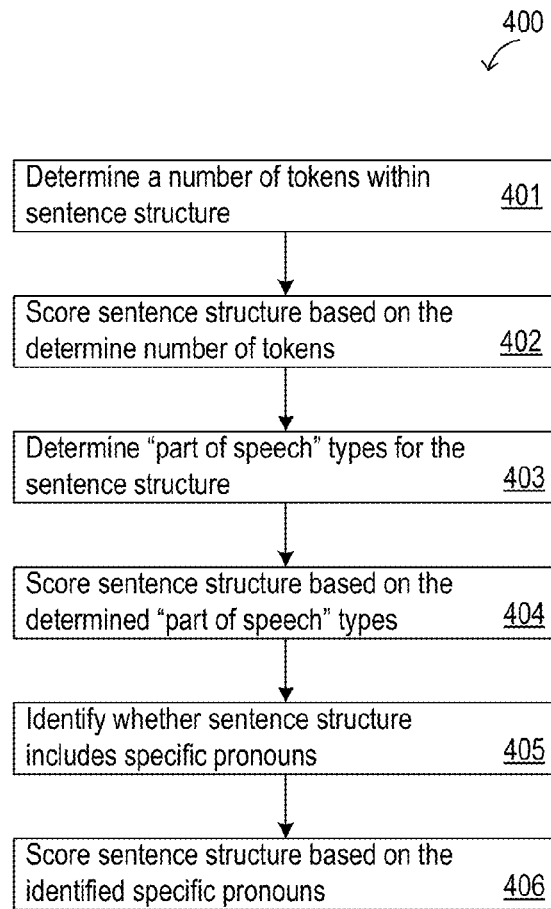 400
Determine a number of tokens within
sentence structure
401
Score sentence structure based on the
determine number of tokens
402
Determine “part of speech” types for the
sentence structure
403
Score sentence structure based on the
determined “part of speech” types
404
Identify whether sentence structure
includes specific pronouns
405
Score sentence structure based on the
identified specific pronouns
406